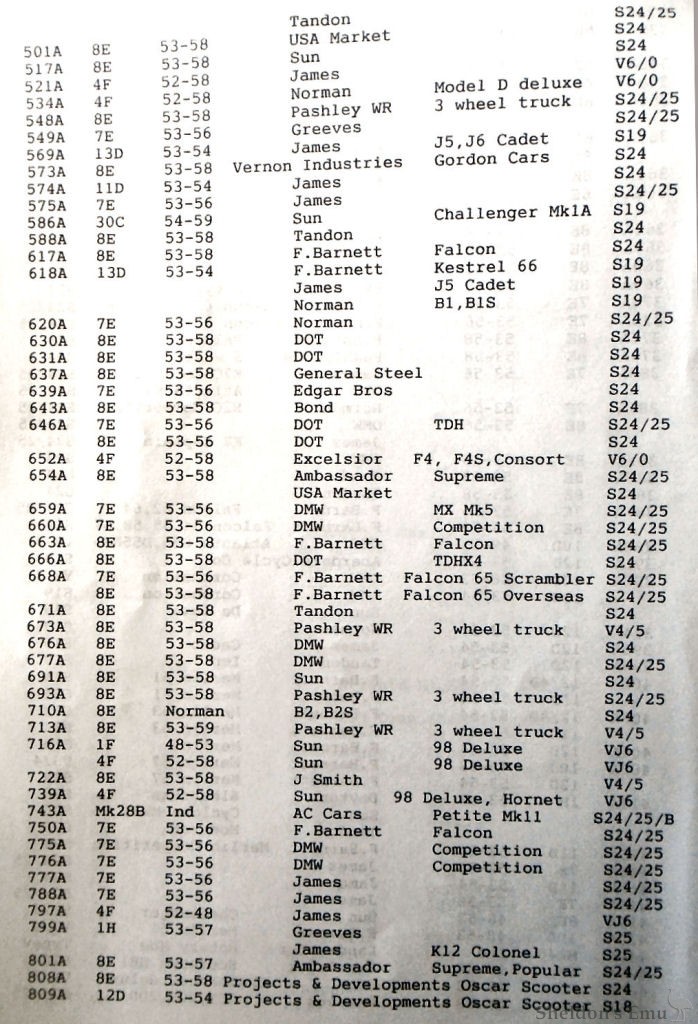 Tandon S24/25
501A 8E 53-58 USA Market S24
517A 8E 53-58 Sun S24
521A 4F 52-58 James V6/0
534A 4F 52-58 Norman Model D deluxe V6/0
548A 8E 53-58 Pashley WR 3 wheel truck S24/25
549A 7E 53-56 Greeves S24/25
569A 13D 53-54 James J5,J6 Cadet S19
573A 8E 53-58 Vernon Industries Gordon Cars S24
574A 11D 53-54 James S24
575A 7E 53-56 James S24/25
586A 30C 54-59 Sun Challenger Mk1A S19
588A 8E 53-58 Tandon S24
617A 8E 53-58 F.Barnett Falcon S24
618A 13D 53-54 F.Barnett Kestrel 66 S19
James J5 Cadet S19
Norman B1,B1S S19
620A 7E 53-56 Norman S24/25
630A 8E 53-58 DOT S24
631A 8E 53-58 DOT S24
637A 8E 53-58 General Steel S24
639A 7E 53-56 Edgar Bros S24
643A 8E 53-58 Bond S24
646A 7E 53-56 DOT TDH S24/25
8E 53-56 DOT S24
652A 4F 52-58 Excelsior F4, F4S,Consort V6/0
654A 8E 53-58 Ambassador Supreme S24/25
USA Market S24
659A 7E 53-56 DMW MX Mk5 S24/25
660A 7E 53-56 DMW Competition S24/25
663A 8E 53-58 F.Barnett Falcon S24/25
666A 8E 53-58 DOT TDHX4 S24
668A 7E 53-56 F.Barnett Falcon 65 Scrambler S24/25
8E 53-58 F.Barnett Falcon 65 Overseas S24/25
671A 8E 53-58 Tandon S24
673A 8E 53-58 Pashley WR 3 wheel truck V4/5
676A 8E 53-58 DMW S24
677A 8E 53-58 DMW S24/25
691A 8E 53-58 Sun S24
693A 8E 53-58 Pashley WR 3 wheel truck S24/25
710A 8E Norman B2,B2S S24
713A 8E 53-59 Pashley WR 3 wheel truck V4/5
716A 1F 48-53 Sun 98 Deluxe VJ6
4F 52-58 Sun 98 Deluxe VJ6
722A 8E 53-58 J Smith V4/5
739A 4F 52-58 Sun 98 Deluxe, Hornet VJ6
743A Mk28B Ind AC Cars Petite Mk11 S24/25/B
750A 7E 53-56 F.Barnett Falcon S24/25
775A 7E 53-56 DMW Competition S24/25
776A 7E 53-56 DMW Competition S24/25
777A 7E 53-56 James S24/25
788A 7E 53-56 James S24/25
797A 4F 52-48 James VJ6
799A 1H 53-57 Greeves S25
James K12 Colonel S25
801A 8E 53-57 Ambassador Supreme,Popular S24/25
808A 8E 53-58 Projects & Developments Oscar Scooter S24
809A 12D 53-54 Projects & Developments Oscar Scooter S18
Sheldon's Emu